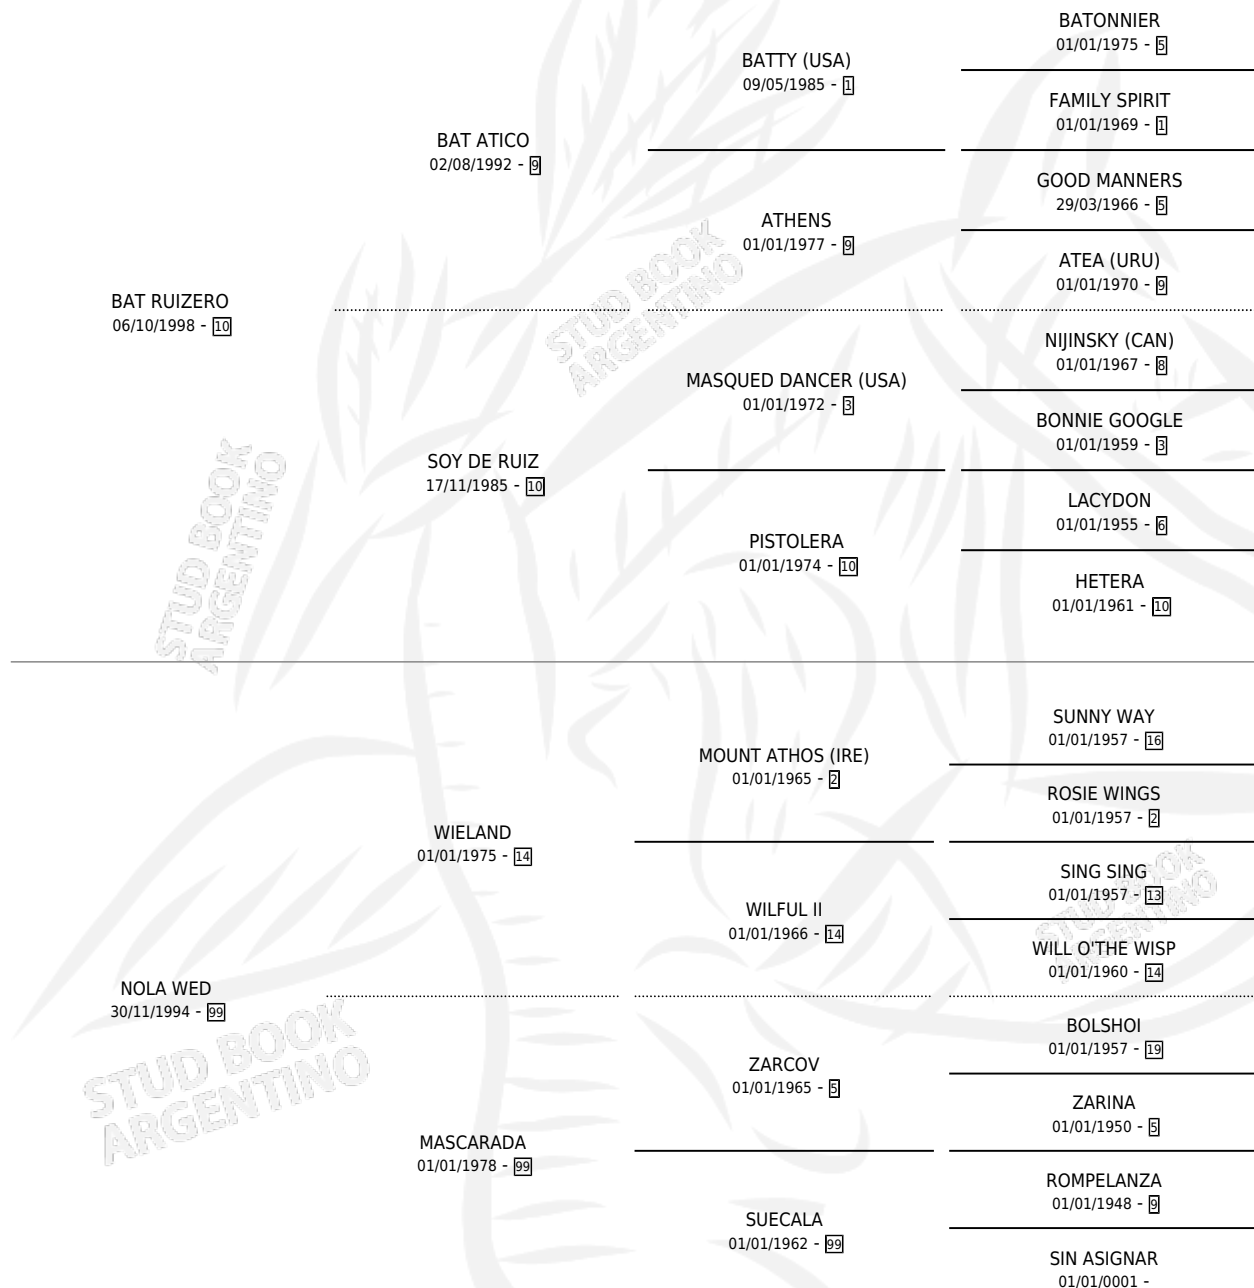 BATONNIER
01/01/1975 - 5
BATTY (USA)
09/05/1985 - 1
FAMILY SPIRIT
01/01/1969 - 1
BAT ATICO
02/08/1992 - 9
GOOD MANNERS
29/03/1966 - 5
ATHENS
01/01/1977 - 9
ATEA (URU)
01/01/1970 - 9
BAT RUIZERO
06/10/1998 - 10
STUD BOOK
ARGENTINO
NIJINSKY (CAN)
01/01/1967 - 8
MASQUED DANCER (USA)
01/01/1972 - 3
BONNIE GOOGLE
01/01/1959 - 3
SOY DE RUIZ
17/11/1985 - 10
LACYDON
01/01/1955 - 6
PISTOLERA
01/01/1974 - 10
HETERA
01/01/1961 - 10
STUD BOOK
ARGENTINO
SUNNY WAY
01/01/1957 - 16
MOUNT ATHOS (IRE)
01/01/1965 - 2
ROSIE WINGS
01/01/1957 - 2
WIELAND
01/01/1975 - 14
SING SING
01/01/1957 - 13
WILFUL II
01/01/1966 - 14
STUD BOOK
ARGENTINO
WILL O'THE WISP
01/01/1960 - 14
NOLA WED
30/11/1994 - 99
STUD BOOK
ARGENTINO
BOLSHOI
01/01/1957 - 19
ZARCOV
01/01/1965 - 5
ZARINA
01/01/1950 - 5
MASCARADA
01/01/1978 - 99
ROMPELANZA
01/01/1948 - 9
SUECALA
01/01/1962 - 99
SIN ASIGNAR
01/01/0001 -